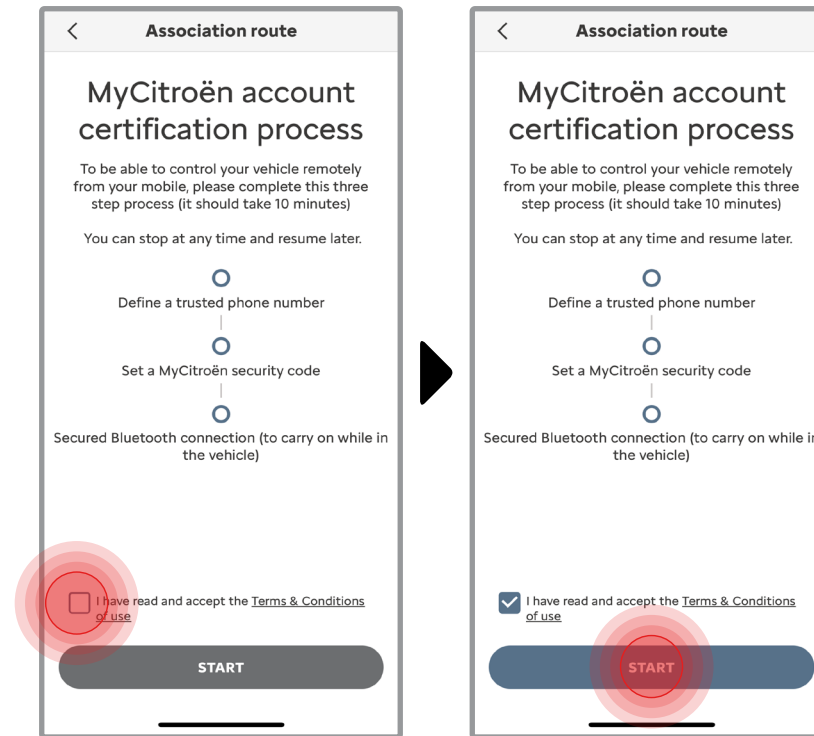 Association route
MyCitroën account
certification process
To be able to control your vehicle remotely
from your mobile, please complete this three
step process (it should take 10 minutes)
You can stop at any time and resume later.
Define a trusted phone number
Set a MyCitroën security code
Secured Bluetooth connection (to carry on while in
the vehicle)
I have read and accept the Terms & Conditions
of use
START
Association route
MyCitroën account
certification process
To be able to control your vehicle remotely
from your mobile, please complete this three
step process (it should take 10 minutes)
You can stop at any time and resume later.
Define a trusted phone number
Set a MyCitroën security code
Secured Bluetooth connection (to carry on while in
the vehicle)
I have read and accept the Terms & Conditions
of use
START